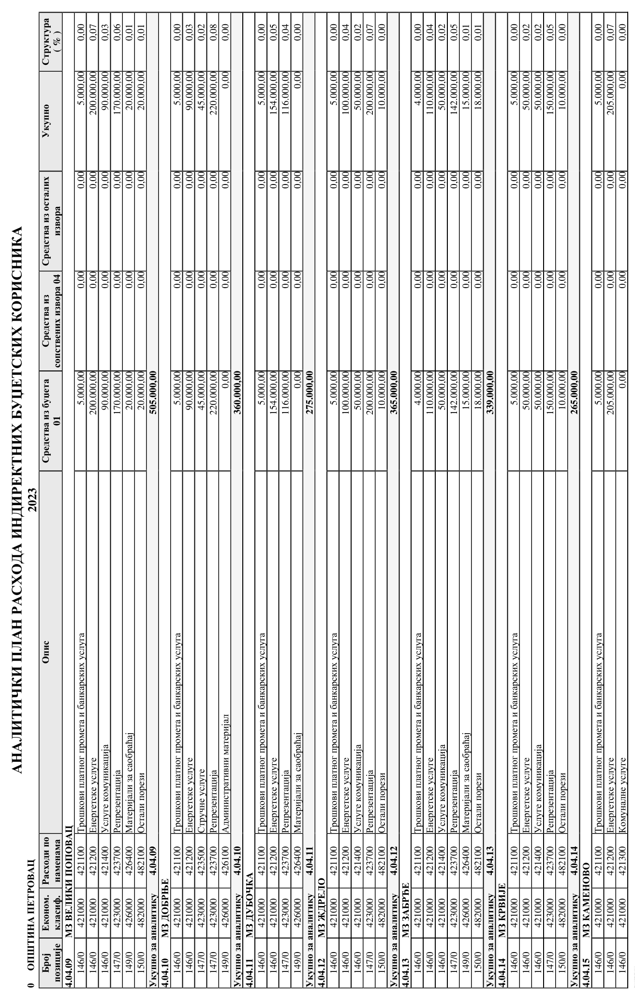 АНАЛИТИЧКИ ПЛАН РАСХОДА ИНДИРЕКТНИХ БУЏЕТСКИХ КОРИСНИКА
2023
0 ОПШТИНА ПЕТРОВАЦ
Број позиције Економ. класиф. Расходи по наменама Опис Средства из буџета 01 Средства из сопствених извора 04 Средства из осталих извора Укупно Структура ( % )
4.04.09 МЗ ВЕЛИКИ ПОПОВАЦ
146/0 421000 421100 Трошкови платног промета и банкарских услуга 5.000,00 0,00 0,00 5.000,00 0,00
146/0 421000 421200 Енергетске услуге 200.000,00 0,00 0,00 200.000,00 0,07
146/0 421000 421400 Услуге комуникација 90.000,00 0,00 0,00 90.000,00 0,03
147/0 423000 423700 Репрезентација 170.000,00 0,00 0,00 170.000,00 0,06
149/0 426000 426400 Материјали за саобраћај 20.000,00 0,00 0,00 20.000,00 0,01
150/0 482000 482100 Остали порези 20.000,00 0,00 0,00 20.000,00 0,01
Укупно за аналитику 4.04.09 505.000,00
4.04.10 МЗ ДОБРЊЕ
146/0 421000 421100 Трошкови платног промета и банкарских услуга 5.000,00 0,00 0,00 5.000,00 0,00
146/0 421000 421200 Енергетске услуге 90.000,00 0,00 0,00 90.000,00 0,03
147/0 423000 423500 Стручне услуге 45.000,00 0,00 0,00 45.000,00 0,02
147/0 423000 423700 Репрезентација 220.000,00 0,00 0,00 220.000,00 0,08
149/0 426000 426100 Административни материјал 0,00 0,00 0,00 0,00 0,00
Укупно за аналитику 4.04.10 360.000,00
4.04.11 МЗ ДУБОЧКА
146/0 421000 421100 Трошкови платног промета и банкарских услуга 5.000,00 0,00 0,00 5.000,00 0,00
146/0 421000 421200 Енергетске услуге 154.000,00 0,00 0,00 154.000,00 0,05
147/0 423000 423700 Репрезентација 116.000,00 0,00 0,00 116.000,00 0,04
149/0 426000 426400 Материјали за саобраћај 0,00 0,00 0,00 0,00 0,00
Укупно за аналитику 4.04.11 275.000,00
4.04.12 МЗ ЖДРЕЛО
146/0 421000 421100 Трошкови платног промета и банкарских услуга 5.000,00 0,00 0,00 5.000,00 0,00
146/0 421000 421200 Енергетске услуге 100.000,00 0,00 0,00 100.000,00 0,04
146/0 421000 421400 Услуге комуникација 50.000,00 0,00 0,00 50.000,00 0,02
147/0 423000 423700 Репрезентација 200.000,00 0,00 0,00 200.000,00 0,07
150/0 482000 482100 Остали порези 10.000,00 0,00 0,00 10.000,00 0,00
Укупно за аналитику 4.04.12 365.000,00
4.04.13 МЗ ЗАБРЂЕ
146/0 421000 421100 Трошкови платног промета и банкарских услуга 4.000,00 0,00 0,00 4.000,00 0,00
146/0 421000 421200 Енергетске услуге 110.000,00 0,00 0,00 110.000,00 0,04
146/0 421000 421400 Услуге комуникација 50.000,00 0,00 0,00 50.000,00 0,02
147/0 423000 423700 Репрезентација 142.000,00 0,00 0,00 142.000,00 0,05
149/0 426000 426400 Материјали за саобраћај 15.000,00 0,00 0,00 15.000,00 0,01
150/0 482000 482100 Остали порези 18.000,00 0,00 0,00 18.000,00 0,01
Укупно за аналитику 4.04.13 339.000,00
4.04.14 МЗ КРВИЈЕ
146/0 421000 421100 Трошкови платног промета и банкарских услуга 5.000,00 0,00 0,00 5.000,00 0,00
146/0 421000 421200 Енергетске услуге 50.000,00 0,00 0,00 50.000,00 0,02
146/0 421000 421400 Услуге комуникација 50.000,00 0,00 0,00 50.000,00 0,02
147/0 423000 423700 Репрезентација 150.000,00 0,00 0,00 150.000,00 0,05
150/0 482000 482100 Остали порези 10.000,00 0,00 0,00 10.000,00 0,00
Укупно за аналитику 4.04.14 265.000,00
4.04.15 МЗ КАМЕНОВО
146/0 421000 421100 Трошкови платног промета и банкарских услуга 5.000,00 0,00 0,00 5.000,00 0,00
146/0 421000 421200 Енергетске услуге 205.000,00 0,00 0,00 205.000,00 0,07
146/0 421000 421300 Комуналне услуге 0,00 0,00 0,00 0,00 0,00